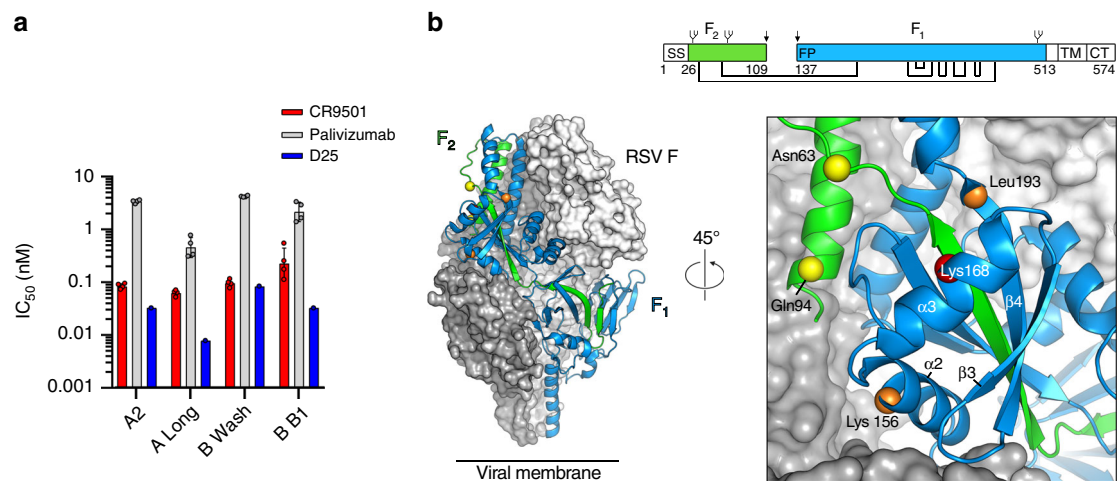 a
CR9501
Palivizumab
D25
IC50 (nM)
10
1
0.1
0.01
0.001
A2
A Long
B Wash
B B1
b
F2
F1
SS
FP
TM
CT
1
26
109
137
513
574
F2
RSV F
F1
Viral membrane
45°
Asn63
Leu193
Lys168
Gln94
α3
β4
α2
β3
Lys 156